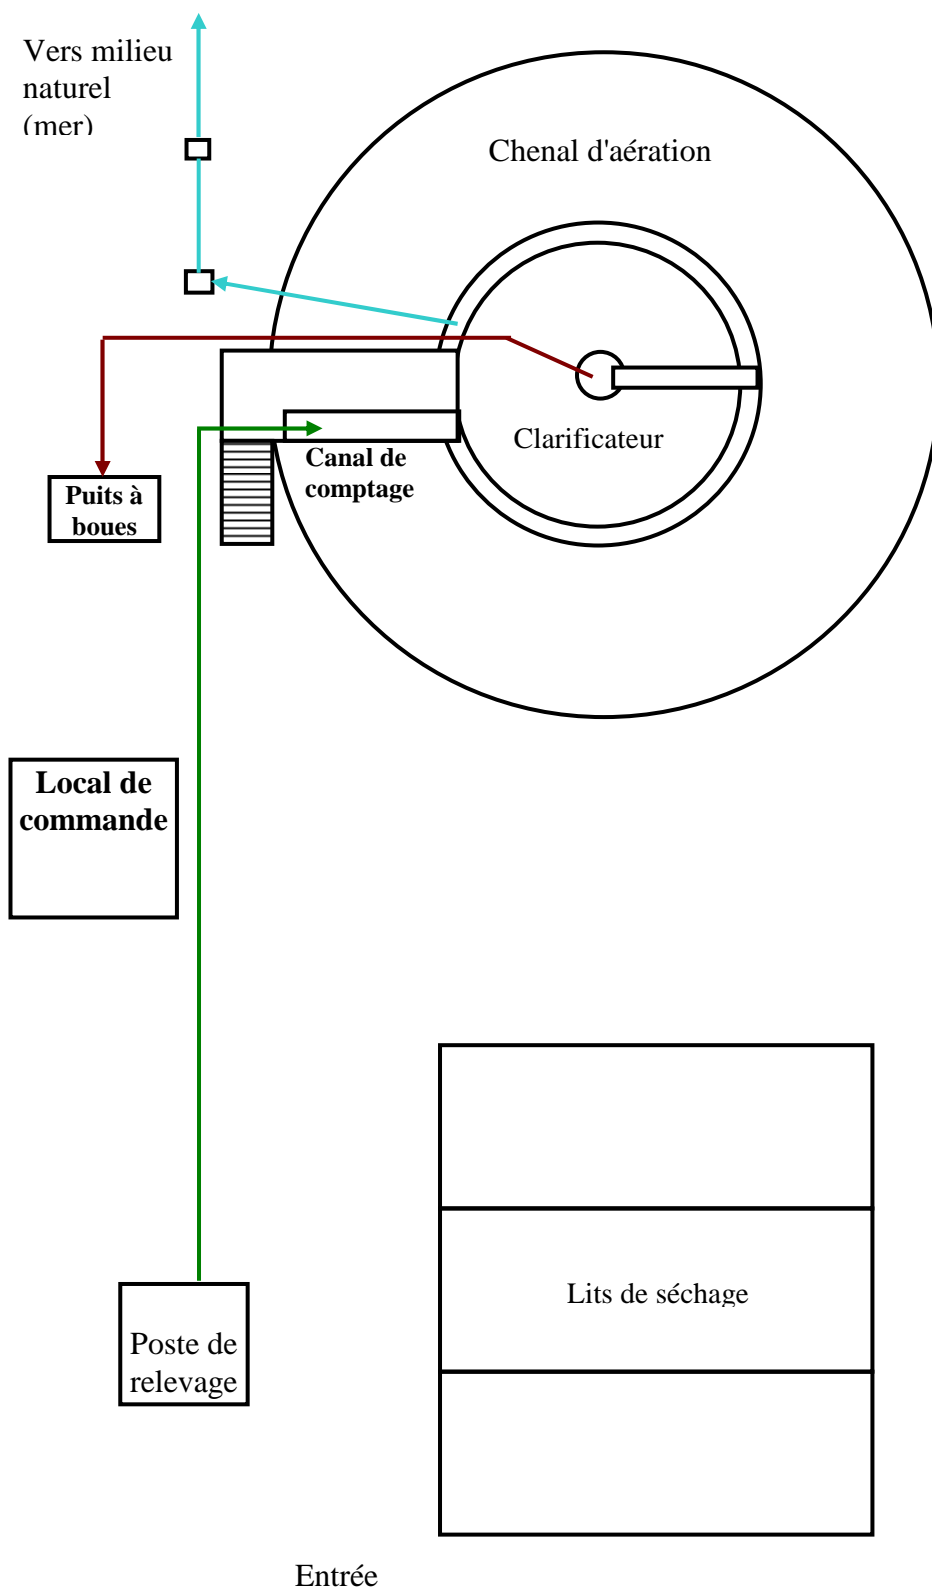 Vers milieu
naturel
(mer)
Chenal d'aération
Clarificateur
Canal de
comptage
Puits à
boues
Local de
commande
Lits de séchage
Poste de
relevage
Entrée